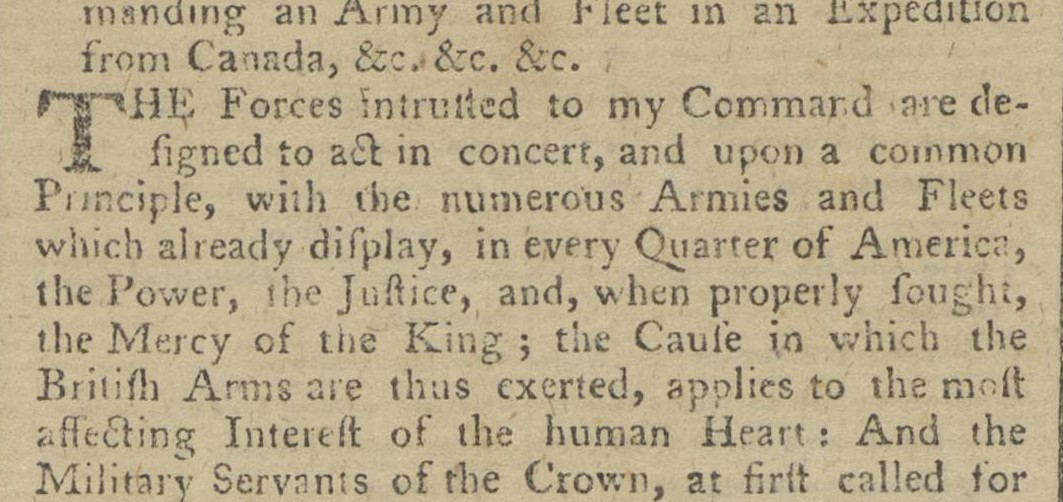 manding an Army and Fleet in an Expedition
from Canada, &c. &c. &c.
THE Forces intruſted to my Command are de-
ſigned to act in concert, and upon a common
Principle, with the numerous Armies and Fleets
which already diſplay, in every Quarter of America,
the Power, the Juſtice, and, when properly ſought,
the Mercy of the King ; the Cauſe in which the
Britiſh Arms are thus exerted, applies to the moſt
affecting Intereſt of the human Heart : And the
Military Servants of the Crown, at firſt called for